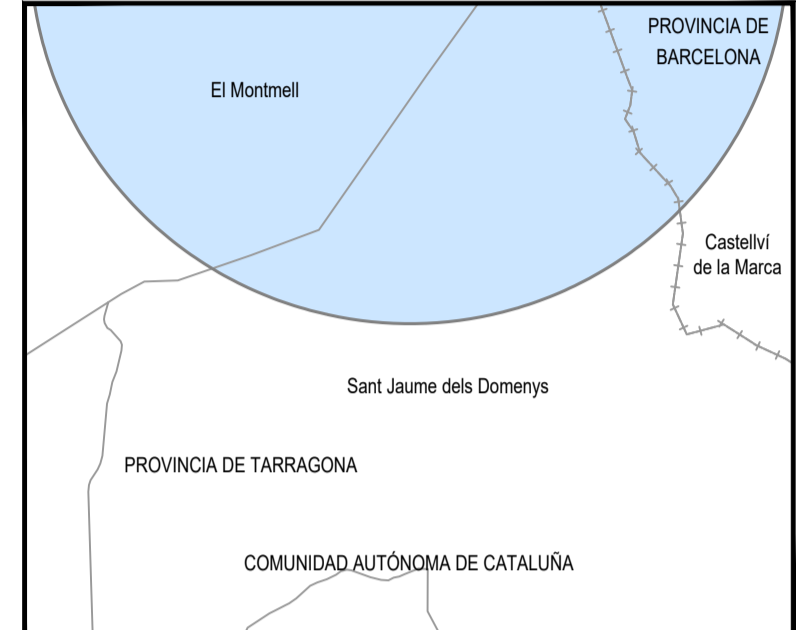 PROVINCIA DE
BARCELONA
El Montmell
Castellví
de la Marca
Sant Jaume dels Domenys
PROVINCIA DE TARRAGONA
COMUNIDAD AUTÓNOMA DE CATALUÑA